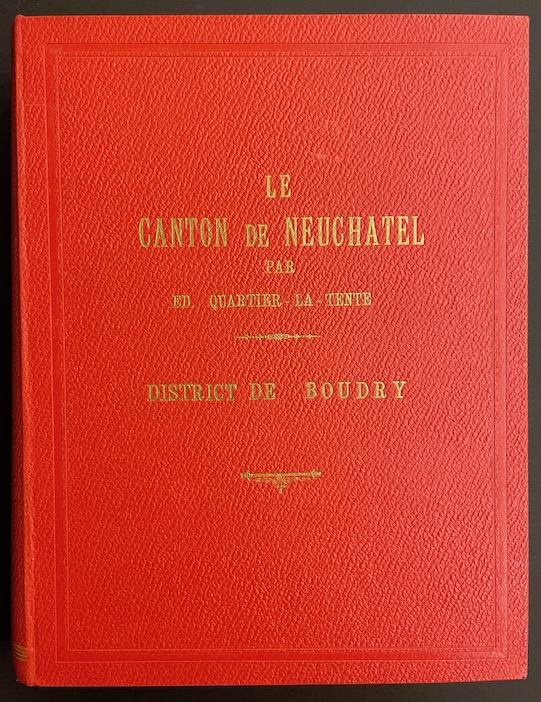 LE
CANTON DE NEUCHATEL
PAR
ED. QUARTIER-LA-TENTE
DISTRICT DE BOUDRY